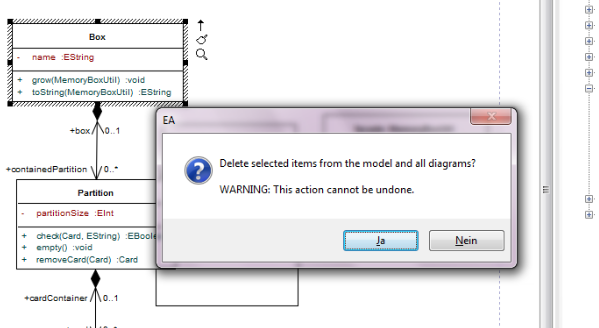 Box
- name :EString
+ grow(MemoryBoxUtil) :void
+ toString(MemoryBoxUtil) :EString
+box 0..1
+containedPartition 0..*
Partition
- partitionSize :EInt
+ check(Card, EString) :EBoole
+ empty() :void
+ removeCard(Card) :Card
+cardContainer 0..1
EA
Delete selected items from the model and all diagrams?
WARNING: This action cannot be undone.
Ja
Nein